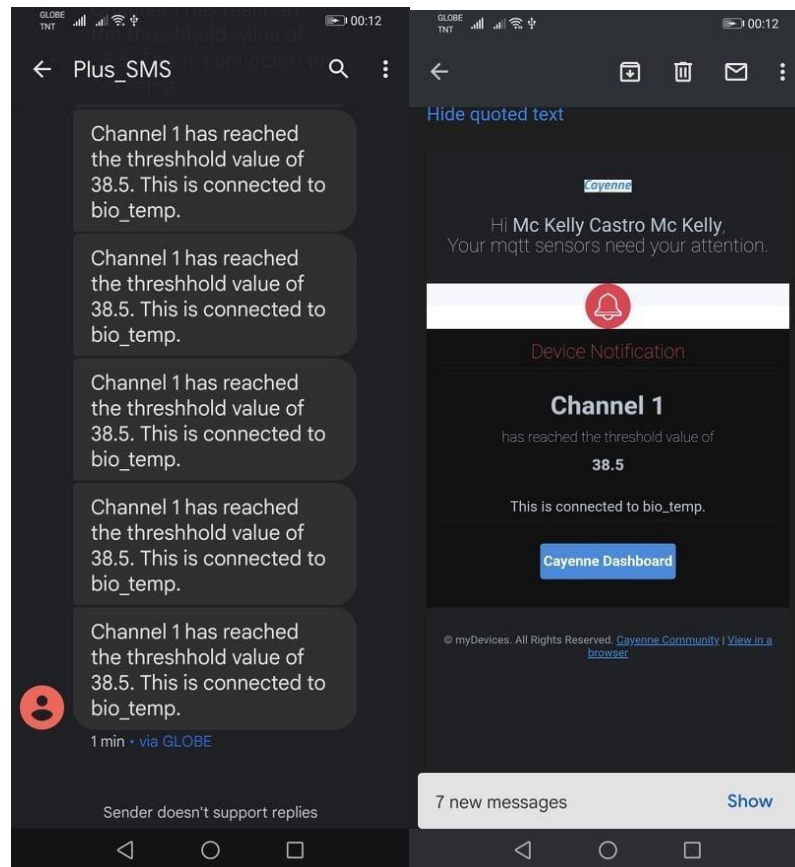 GLOBE
TNT
00:12
Plus_SMS
Channel 1 has reached
the threshhold value of
38.5. This is connected to
bio_temp.
Channel 1 has reached
the threshhold value of
38.5. This is connected to
bio_temp.
Channel 1 has reached
the threshhold value of
38.5. This is connected to
bio_temp.
Channel 1 has reached
the threshhold value of
38.5. This is connected to
bio_temp.
Channel 1 has reached
the threshhold value of
38.5. This is connected to
bio_temp.
1 min • via GLOBE
Sender doesn't support replies
GLOBE
TNT
00:12
Hide quoted text
Cayenne
Hi Mc Kelly Castro Mc Kelly,
Your mqtt sensors need your attention.
Device Notification
Channel 1
has reached the threshold value of
38.5
This is connected to bio_temp.
Cayenne Dashboard
© myDevices. All Rights Reserved. Cayenne Community | View in a
browser
7 new messages
Show